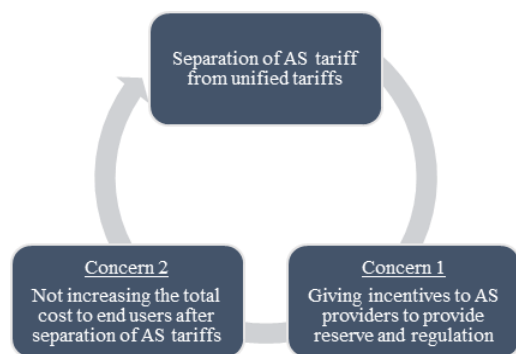 Separation of AS tariff
from unified tariffs
Concern 2
Not increasing the total
cost to end users after
separation of AS tariffs
Concern 1
Giving incentives to AS
providers to provide
reserve and regulation